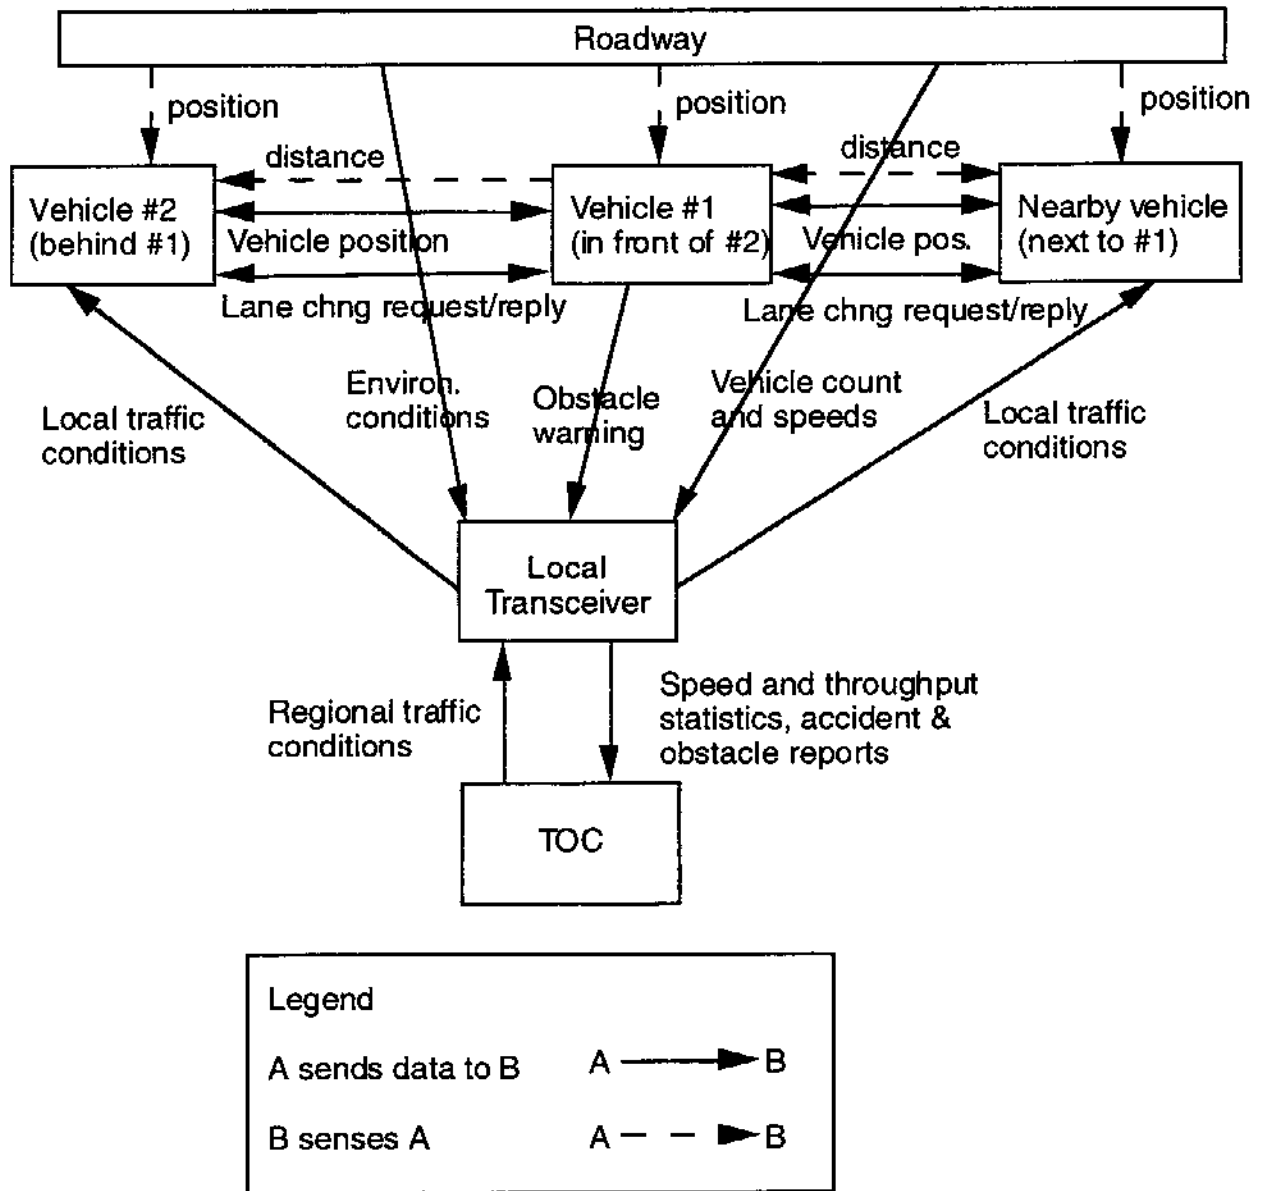 Roadway
position
position
position
distance
distance
Vehicle #2
(behind #1)
Vehicle position
Lane chng request/reply
Vehicle #1
(in front of #2)
Vehicle pos.
Lane chng request/reply
Nearby vehicle
(next to #1)
Local traffic
conditions
Environ.
conditions
Obstacle
warning
Vehicle count
and speeds
Local traffic
conditions
Local
Transceiver
Regional traffic
conditions
Speed and throughput
statistics, accident &
obstacle reports
TOC
Legend
A sends data to B A B
B senses A A B